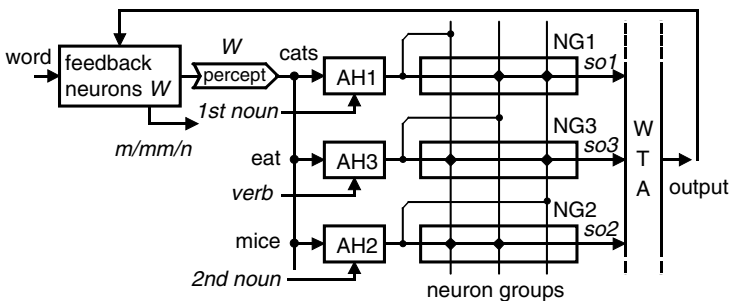 word
feedback
neurons W
W
percept
m/mm/n
cats
AH1
1st noun
NG1
so1
eat
AH3
verb
NG3
so3
mice
AH2
2nd noun
NG2
so2
neuron groups
W
T
A
output